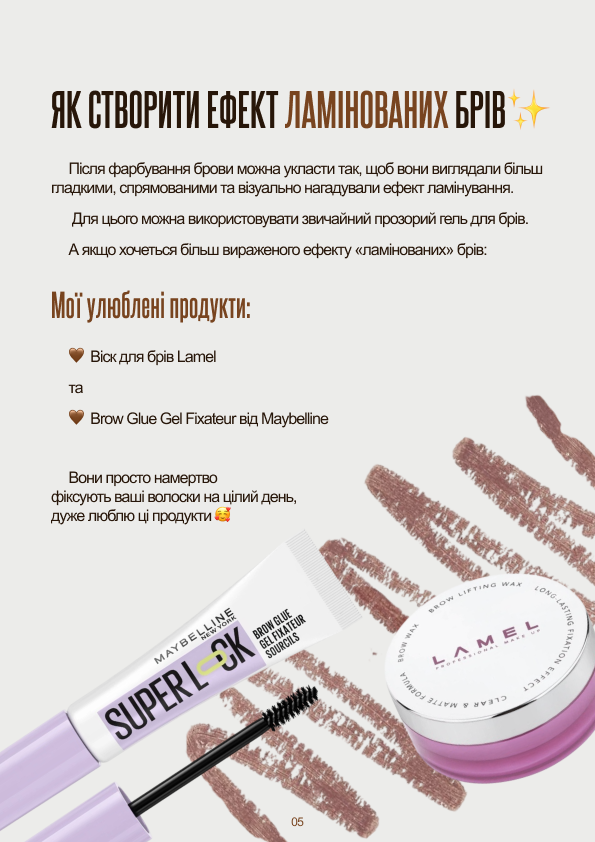 ЯК СТВОРИТИ ЕФЕКТ ЛАМІНОВАНИХ БРІВ✨
Після фарбування брови можна укласти так, щоб вони виглядали більш
гладкими, спрямованими та візуально нагадували ефект ламінування.
Для цього можна використовувати звичайний прозорий гель для брів.
А якщо хочеться більш вираженого ефекту «ламінованих» брів:
Мої улюблені продукти:
🤎 Віск для брів Lamel
та
🤎 Brow Glue Gel Fixateur від Maybelline
Вони просто намертво
фіксують ваші волоски на цілий день,
дуже люблю ці продукти 🥰
MAYBELLINE
NEW YORK
SUPER LOCK
BROW GLUE
GEL FIXATEUR
SOURCILS
BROW WAX
BROW LIFTING WAX
LONG-LASTING FIXATION EFFECT
CLEAR & MATTE FORMULA
LAMEL
PROFESSIONAL MAKE UP
05